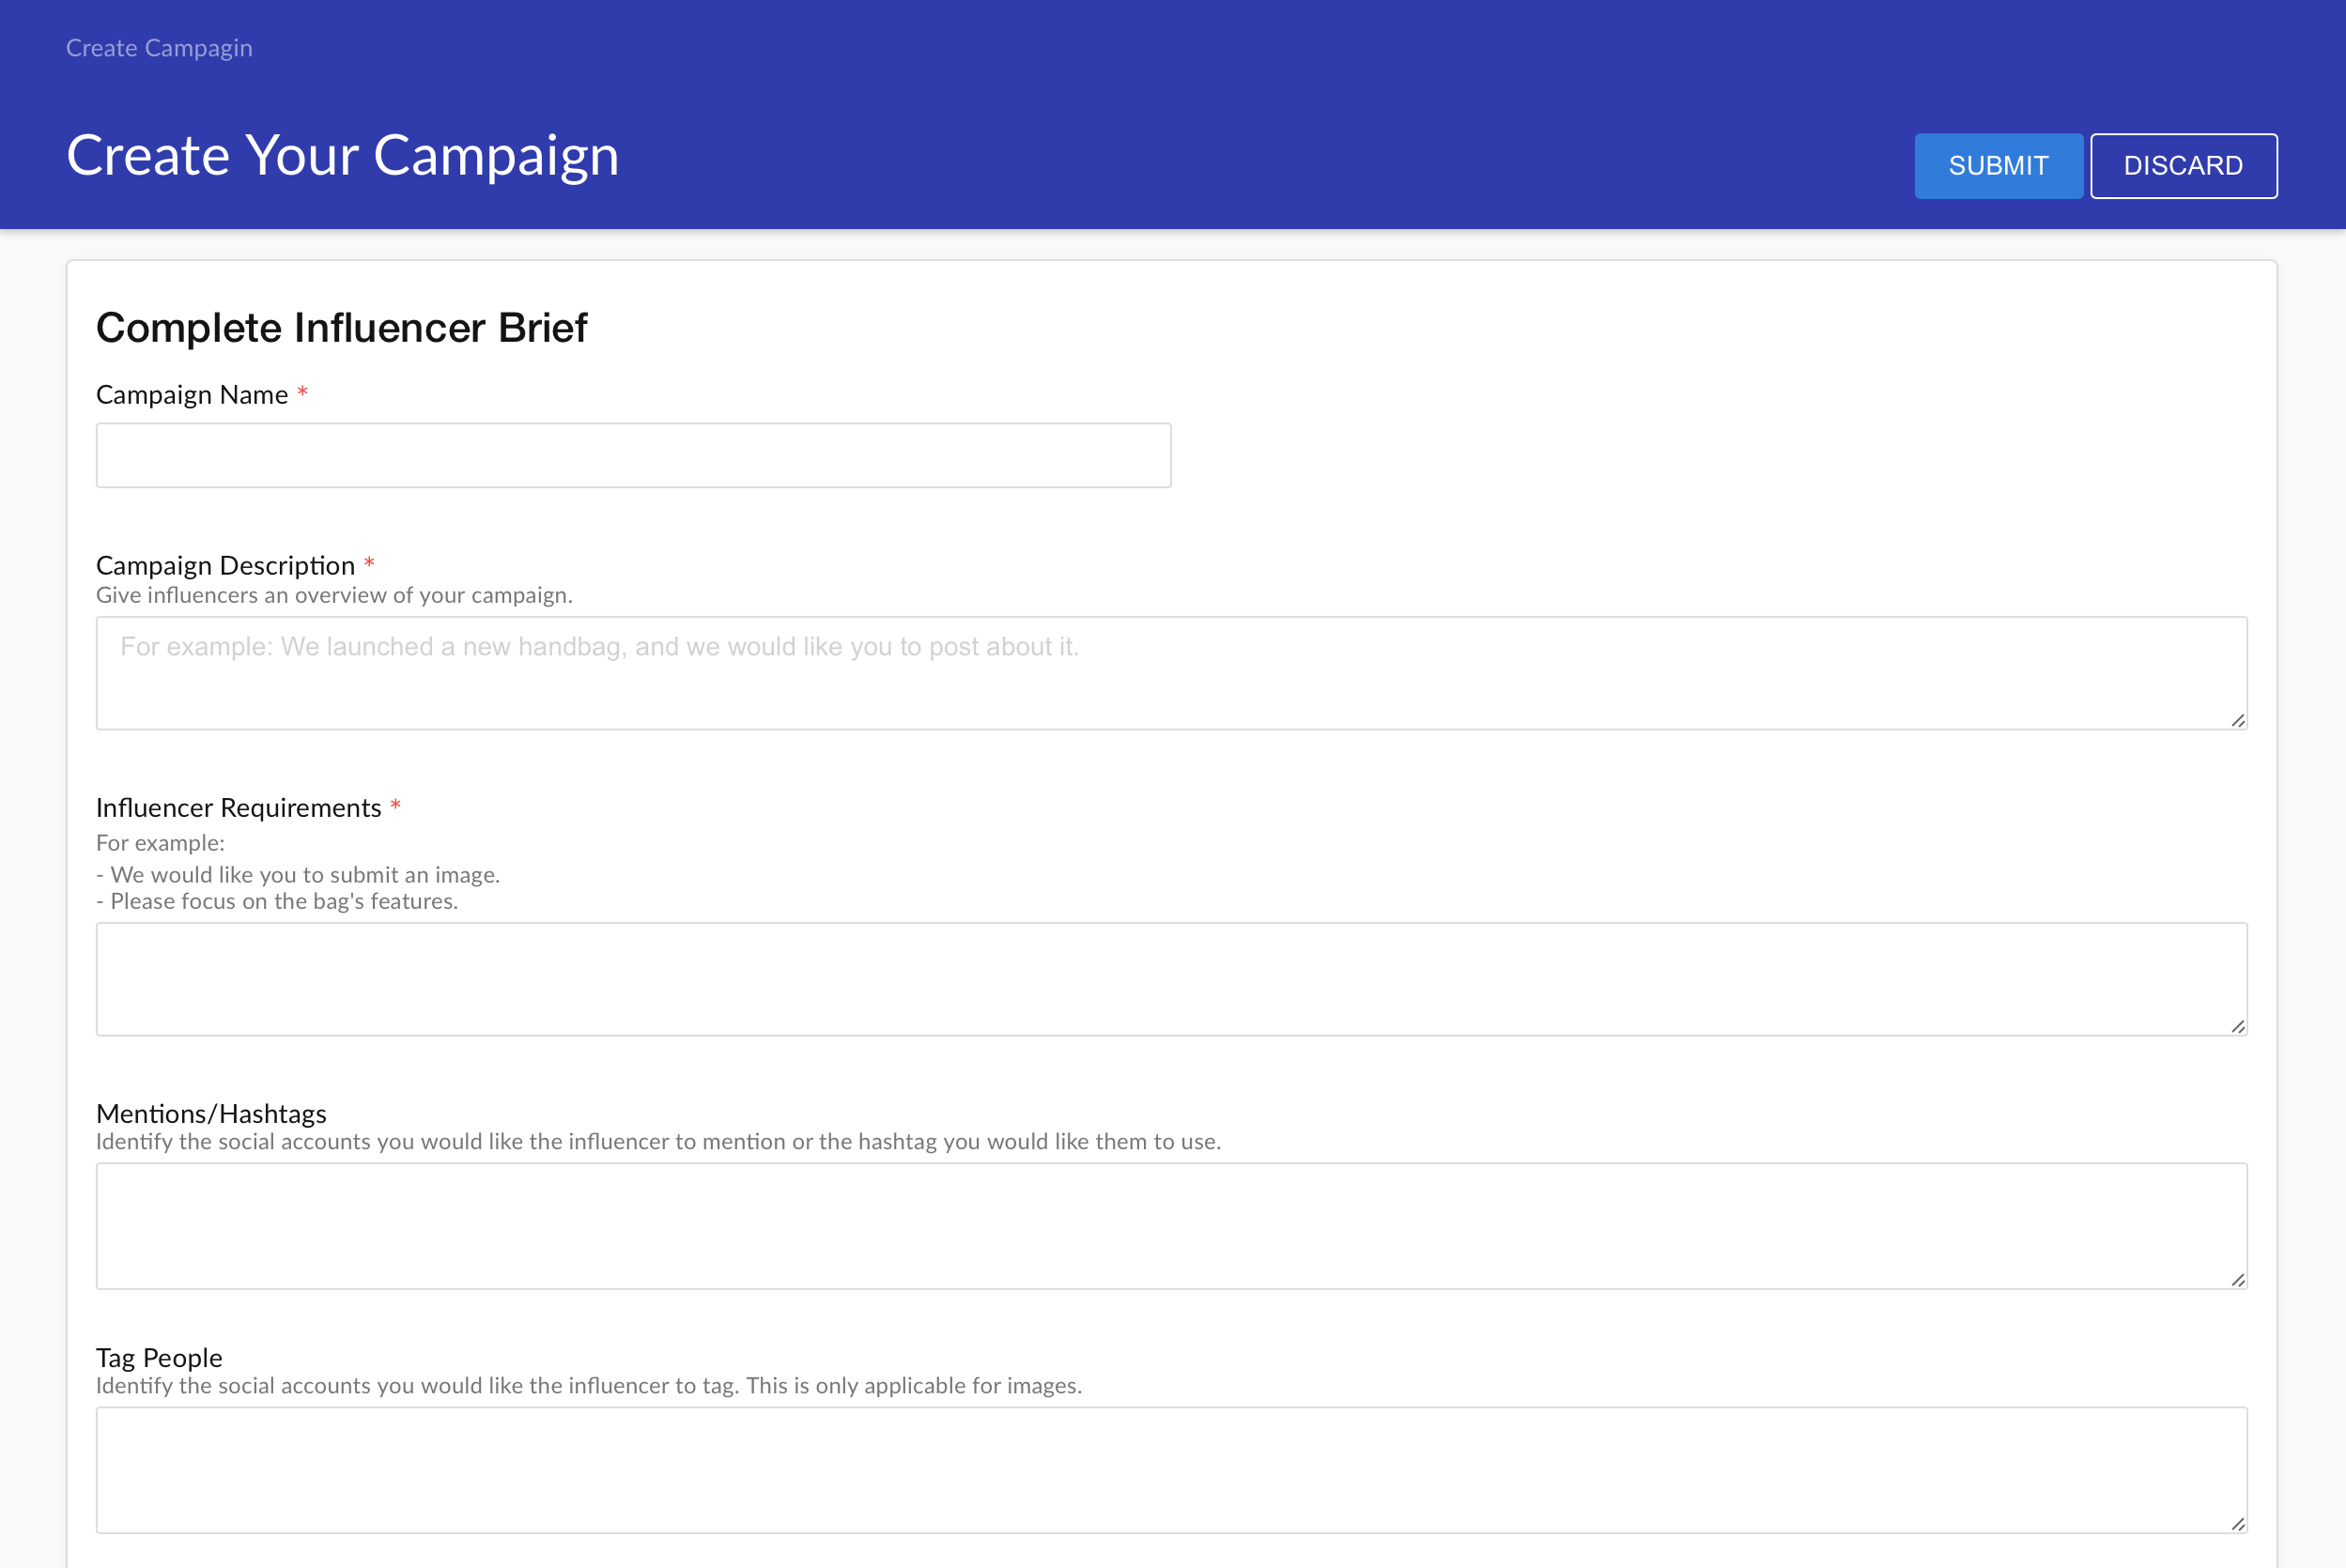 Create Campagin
Create Your Campaign
SUBMIT
DISCARD
Complete Influencer Brief
Campaign Name *
Campaign Description *
Give influencers an overview of your campaign.
For example: We launched a new handbag, and we would like you to post about it.
Influencer Requirements *
For example:
- We would like you to submit an image.
- Please focus on the bag's features.
Mentions/Hashtags
Identify the social accounts you would like the influencer to mention or the hashtag you would like them to use.
Tag People
Identify the social accounts you would like the influencer to tag. This is only applicable for images.